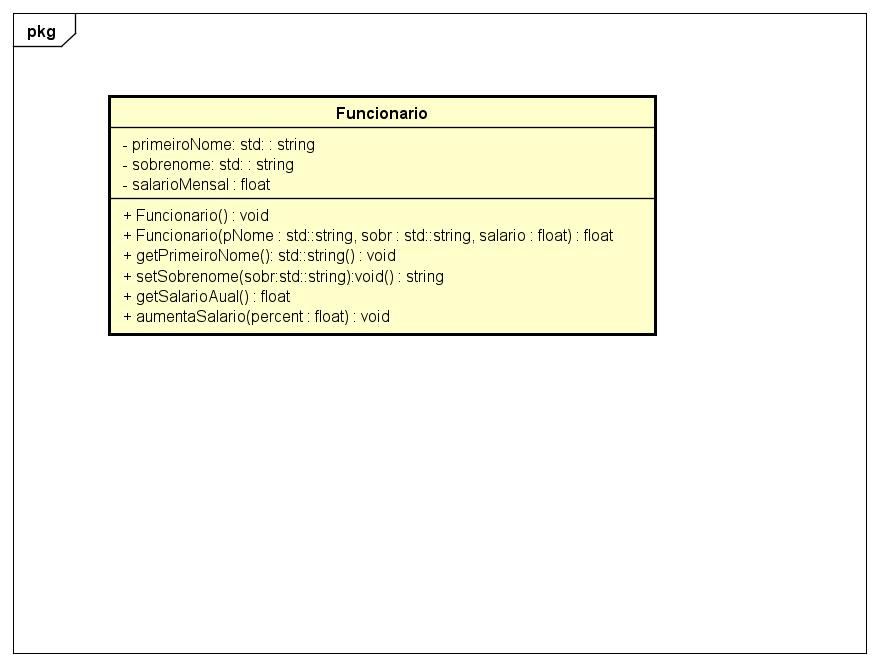 pkg
Funcionario
- primeiroNome: std: : string
- sobrenome: std: : string
- salarioMensal : float
+ Funcionario() : void
+ Funcionario(pNome : std::string, sobr : std::string, salario : float) : float
+ getPrimeiroNome(): std::string() : void
+ setSobrenome(sobr:std::string):void() : string
+ getSalarioAual() : float
+ aumentaSalario(percent : float) : void